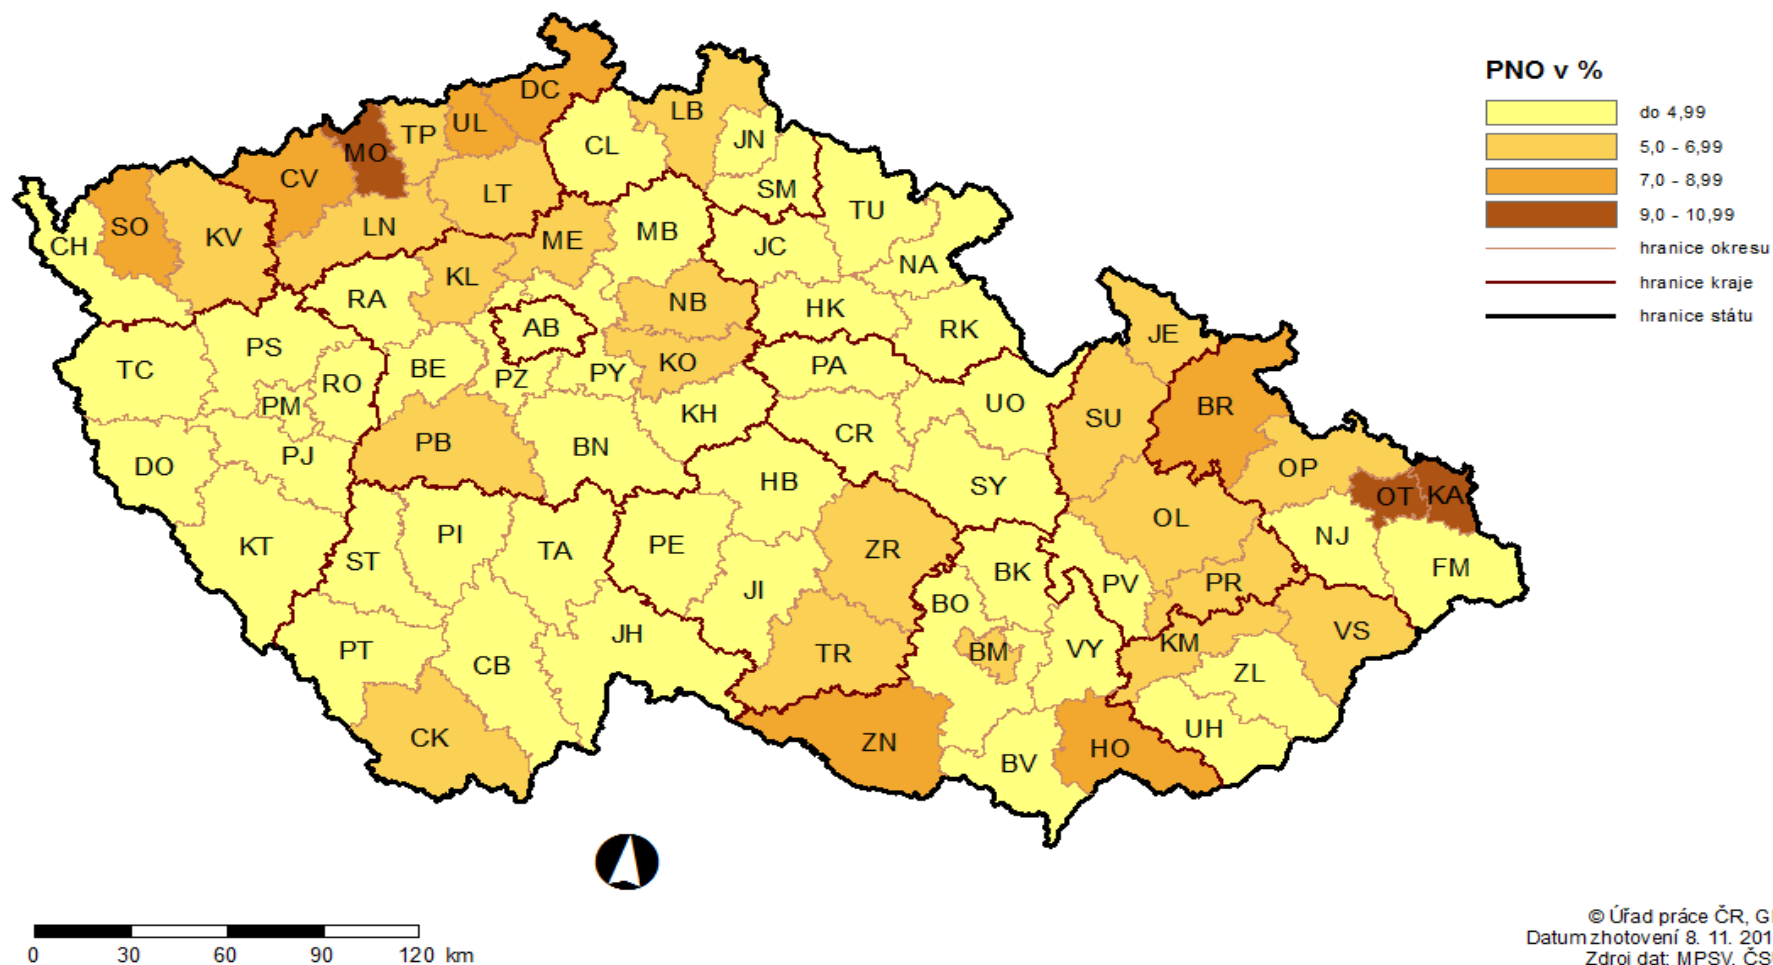 PNO v %
do 4,99
5,0 - 6,99
7,0 - 8,99
9,0 - 10,99
hranice okresu
hranice kraje
hranice státu
DC
LB
TP
UL
MO
CL
JN
CV
LT
SM
SO
KV
LN
ME
MB
TU
CH
JC
NA
KL
RA
NB
HK
AB
RK
JE
PS
TC
RO
BE
PZ
PY
KO
PA
PM
KH
UO
SU
BR
DO
PJ
PB
BN
CR
HB
SY
OP
OT
KA
KT
ST
PI
TA
PE
ZR
OL
NJ
JI
BK
PV
PR
FM
BO
PT
CB
JH
TR
BM
VY
KM
VS
ZL
CK
ZN
BV
HO
UH
0 30 60 90 120 km
© Úřad práce ČR,
Datum zhotovení 8. 11.
Zdroj dat: MPSV,